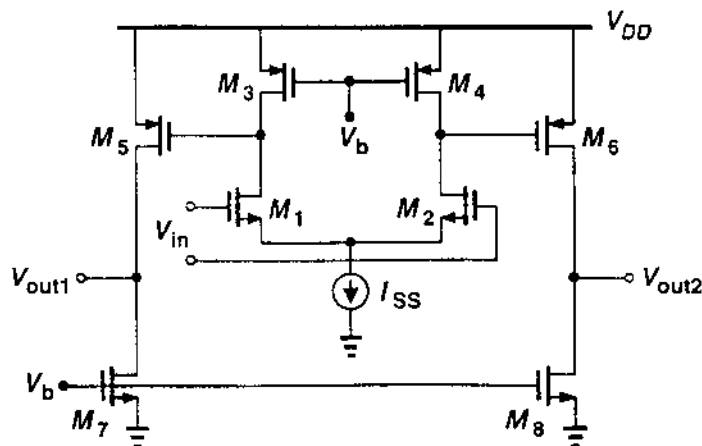 V_DD
M_3
M_4
M_5
V_b
M_6
M_1
M_2
V_in
V_out1
I_SS
V_out2
V_b
M_7
M_8